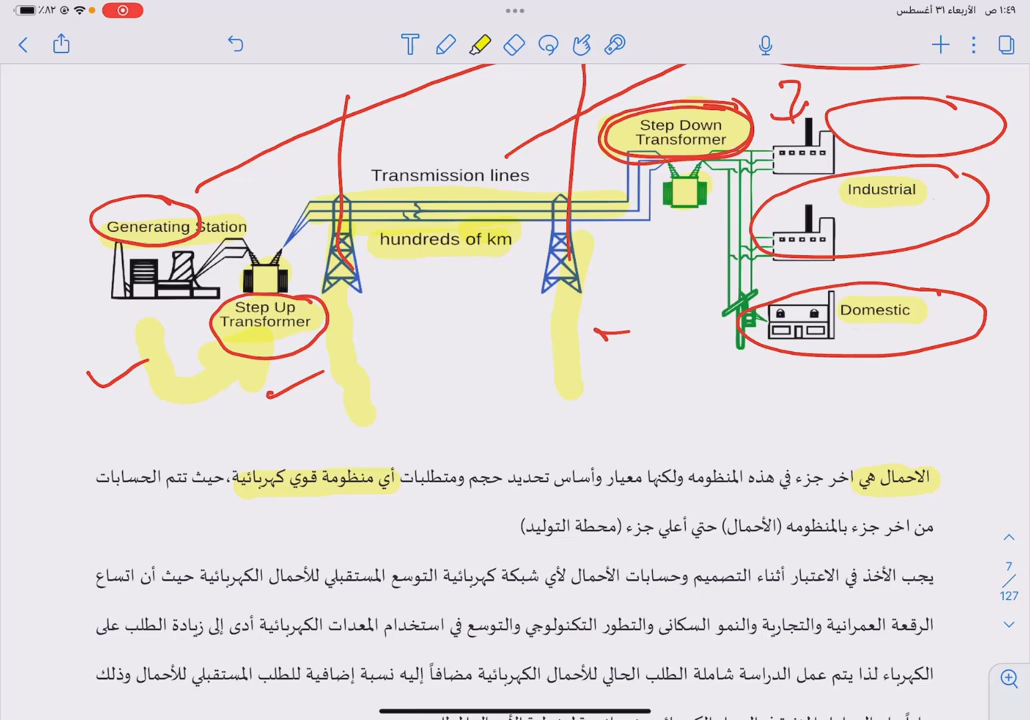 ٪٨٢
١:٤٩ ص الأربعاء ٣١ أغسطس
T
Step Down
Transformer
Transmission lines
Industrial
Generating Station
hundreds of km
Step Up
Transformer
Domestic
الاحمال هي اخر جزء في هذه المنظومه ولكنها معيار وأساس تحديد حجم ومتطلبات أي منظومة قوي كهربائية، حيث تتم الحسابات
من اخر جزء بالمنظومه (الأحمال) حتي أعلي جزء (محطة التوليد)
يجب الأخذ في الاعتبار أثناء التصميم وحسابات الأحمال لأي شبكة كهربائية التوسع المستقبلي للأحمال الكهربائية حيث أن اتساع
الرقعة العمرانية والتجارية والنمو السكانى والتطور التكنولوجي والتوسع في استخدام المعدات الكهربائية أدى إلى زيادة الطلب على
الكهرباء لذا يتم عمل الدراسة شاملة الطلب الحالي للأحمال الكهربائية مضافاً إليه نسبة إضافية للطلب المستقبلي للأحمال وذلك
7
127